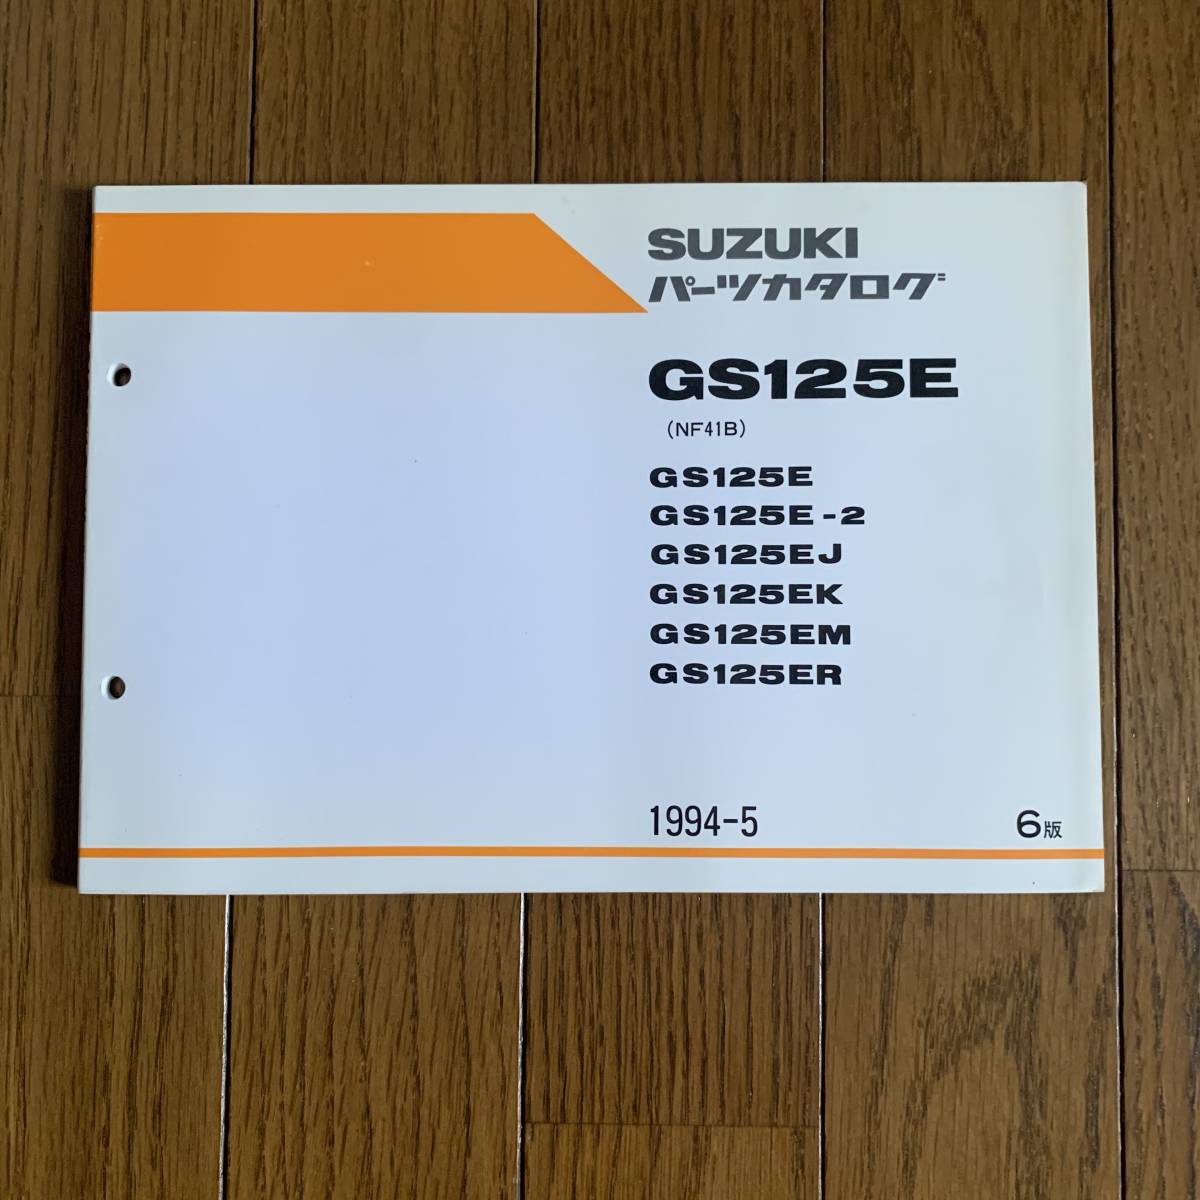 SUZUKI
パーツカタログ
GS125E
(NF41B)
GS125E
GS125E-2
GS125EJ
GS125EK
GS125EM
GS125ER
1994-5 6版